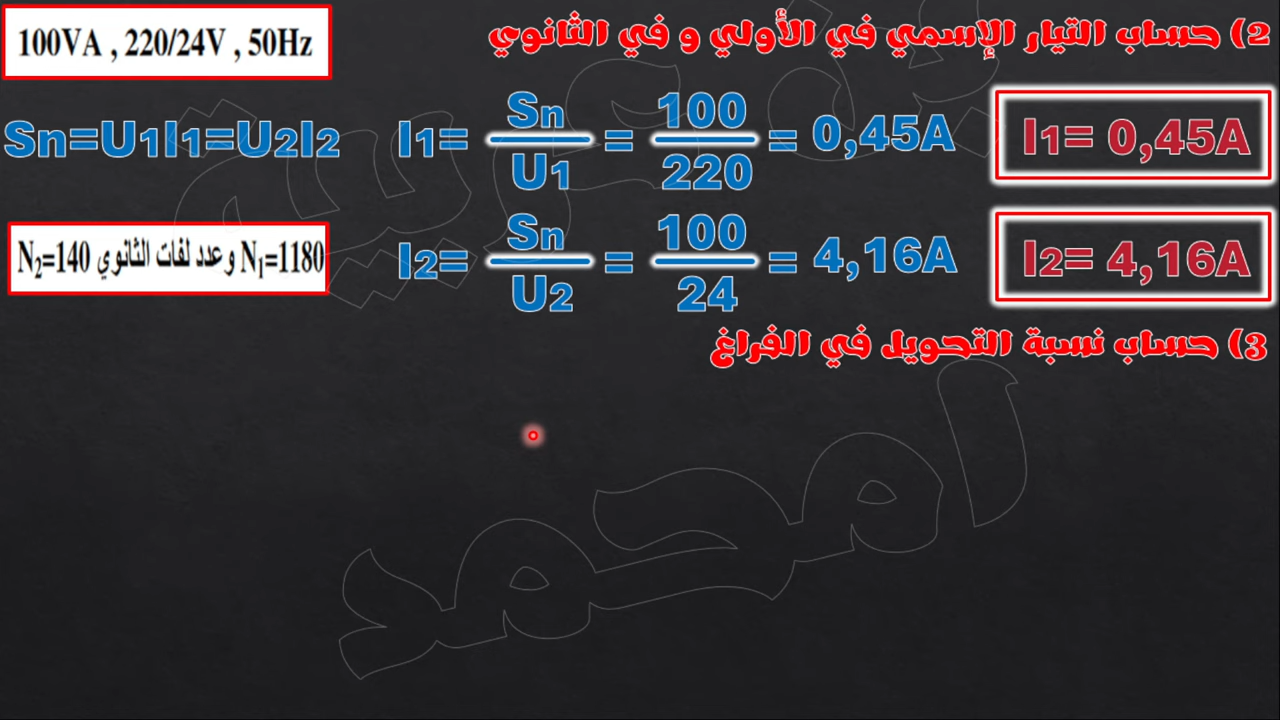 100VA , 220/24V , 50Hz
2) حساب التيار الإسمي في الأولي و في الثانوي
Sn=U1I1=U2I2
I1= Sn/U1 = 100/220 = 0,45A
I1= 0,45A
N1=1180 و عدد لفات الثانوي N2=140
I2= Sn/U2 = 100/24 = 4,16A
I2= 4,16A
3) حساب نسبة التحويل في الفراغ
احمد